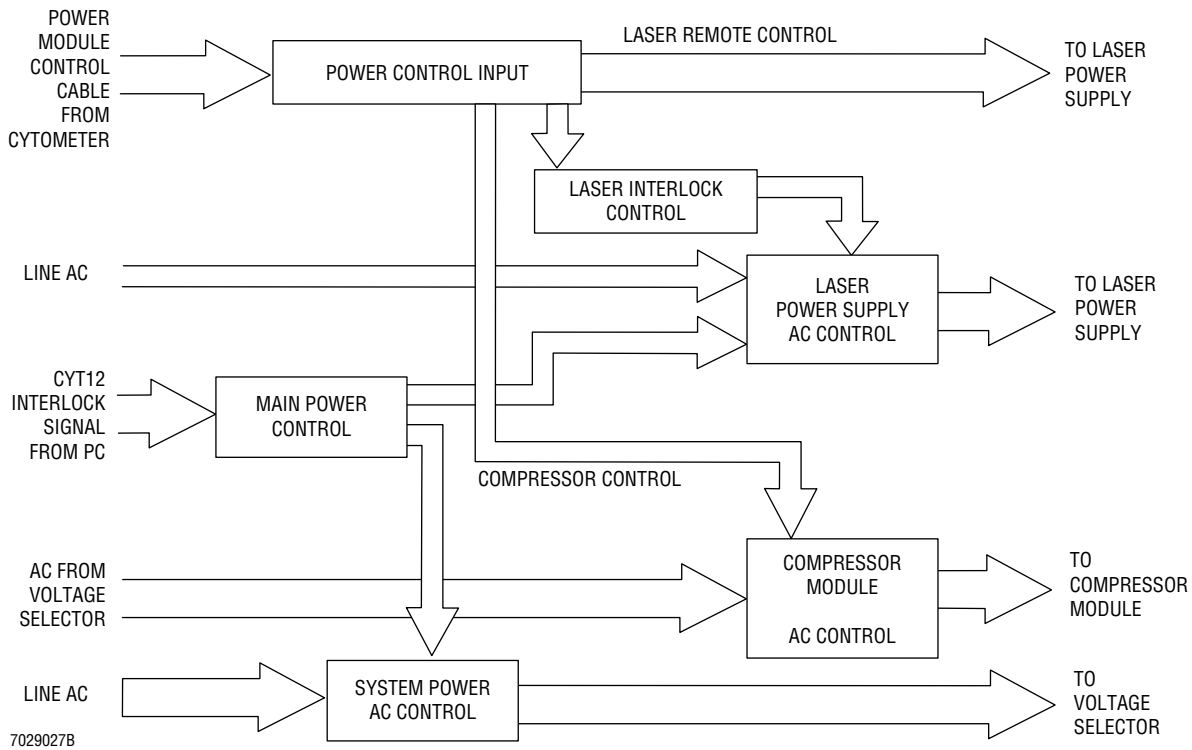 POWER
MODULE
CONTROL
CABLE
FROM
CYTOMETER
POWER CONTROL INPUT
LASER REMOTE CONTROL
TO LASER
POWER
SUPPLY
LASER INTERLOCK
CONTROL
LINE AC
LASER
POWER SUPPLY
AC CONTROL
TO LASER
POWER
SUPPLY
CYT12
INTERLOCK
SIGNAL
FROM PC
MAIN POWER
CONTROL
COMPRESSOR CONTROL
AC FROM
VOLTAGE
SELECTOR
COMPRESSOR
MODULE
AC CONTROL
TO
COMPRESSOR
MODULE
LINE AC
SYSTEM POWER
AC CONTROL
TO
VOLTAGE
SELECTOR
7029027B